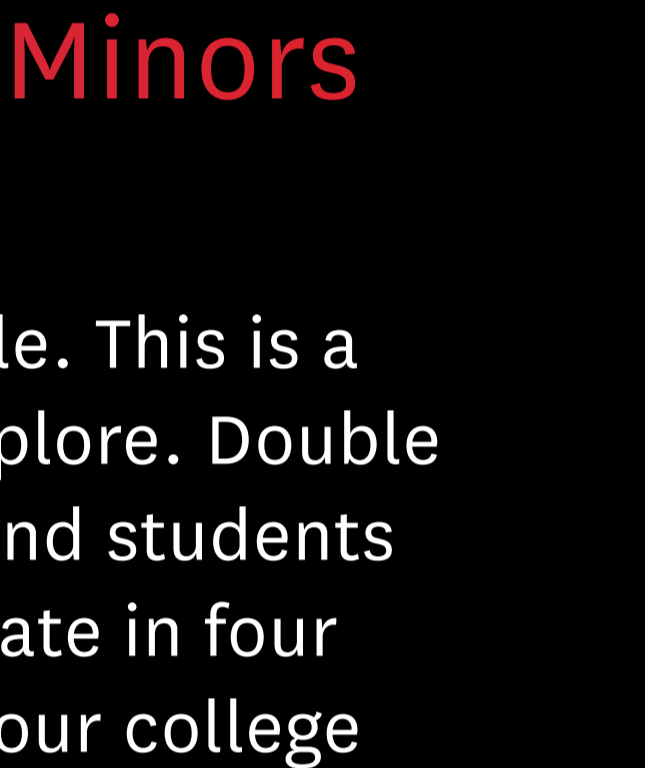 Minors
le. This is a
plore. Double
nd students
ate in four
our college